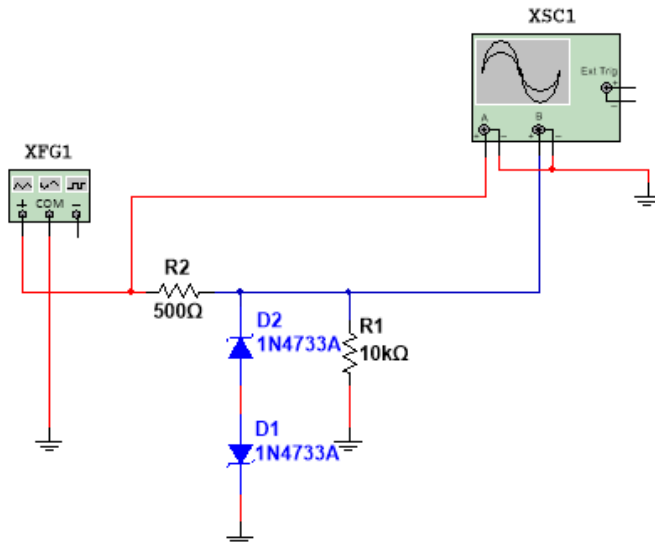 XSC1
Ext Trig
+
−
A
B
+ − + −
XFG1
+ COM −
R2
500Ω
D2
1N4733A
R1
10kΩ
D1
1N4733A